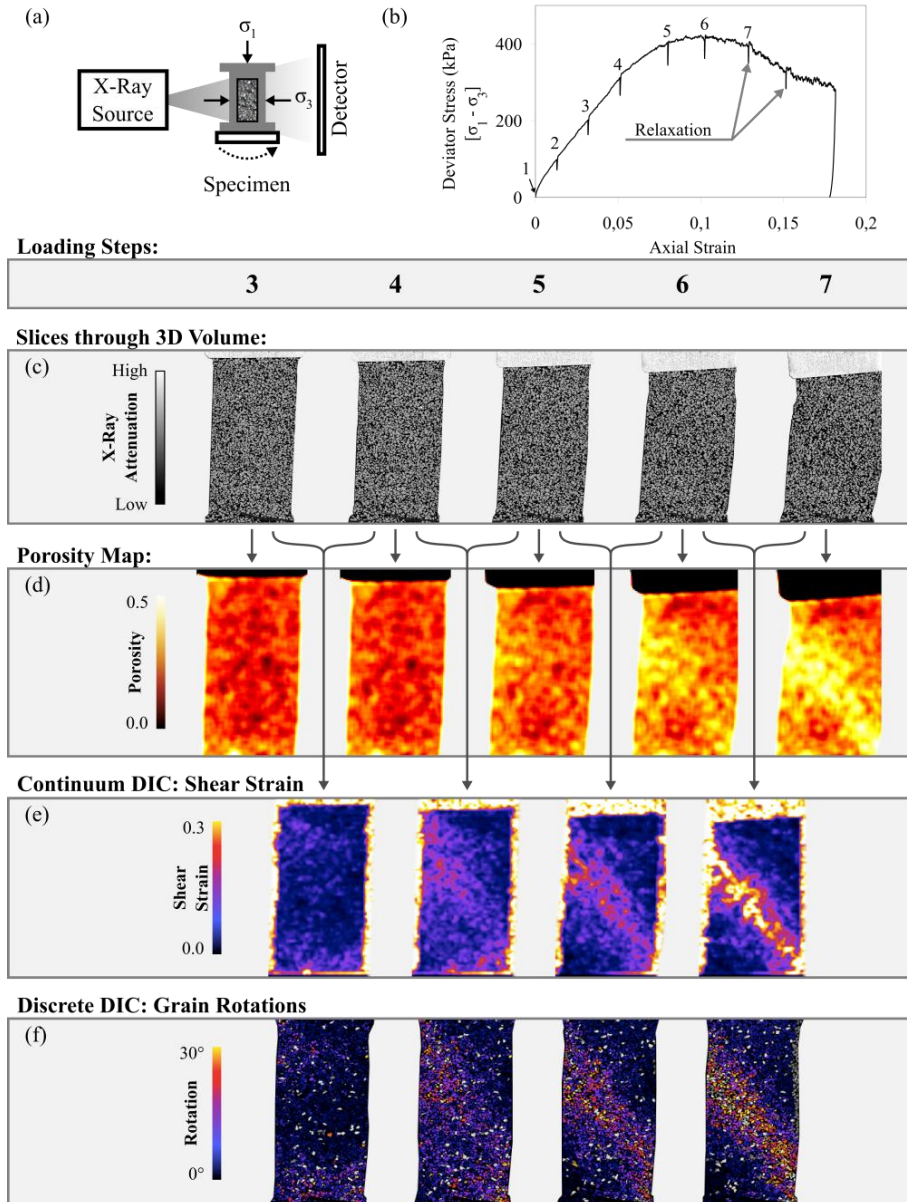 (a)
σ1
X-Ray
Source
σ3
Detector
Specimen
(b)
Deviator Stress (kPa)
[σ1 - σ3]
400
200
0
1
2
3
4
5
6
7
Relaxation
0
0,05
0,1
0,15
0,2
Axial Strain
Loading Steps:
3 4 5 6 7
Slices through 3D Volume:
(c)
High
X-Ray
Attenuation
Low
Porosity Map:
(d)
0.5
Porosity
0.0
Continuum DIC: Shear Strain
(e)
0.3
Shear
Strain
0.0
Discrete DIC: Grain Rotations
(f)
30°
Rotation
0°